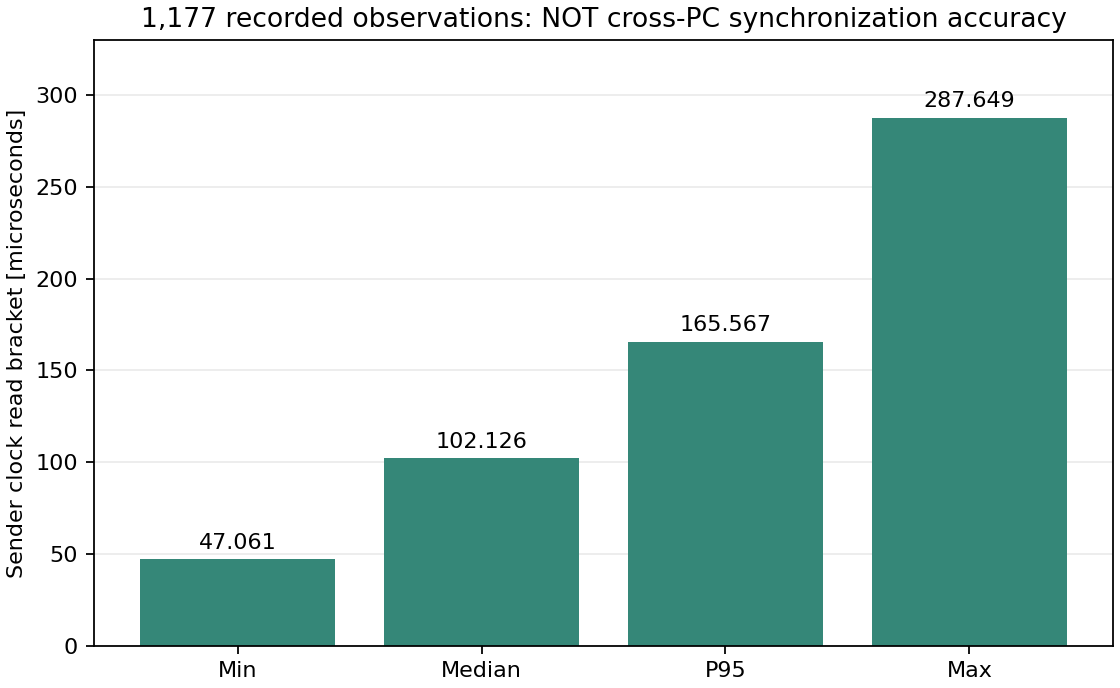 1,177 recorded observations: NOT cross-PC synchronization accuracy
Sender clock read bracket [microseconds]
300
250
200
150
100
50
0
47.061
102.126
165.567
287.649
Min
Median
P95
Max